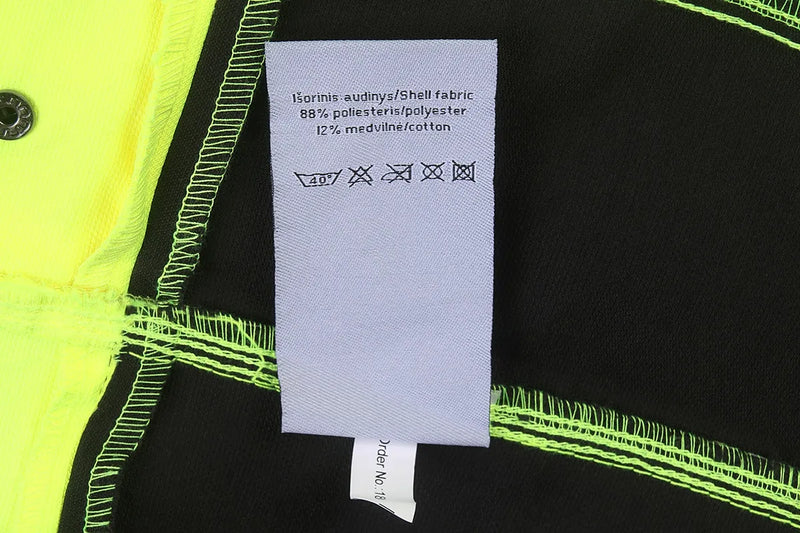 Išorinis audinys/Shell fabric
88% poliesteris/polyester
12% medvilnė/cotton
40°
Order No.:18